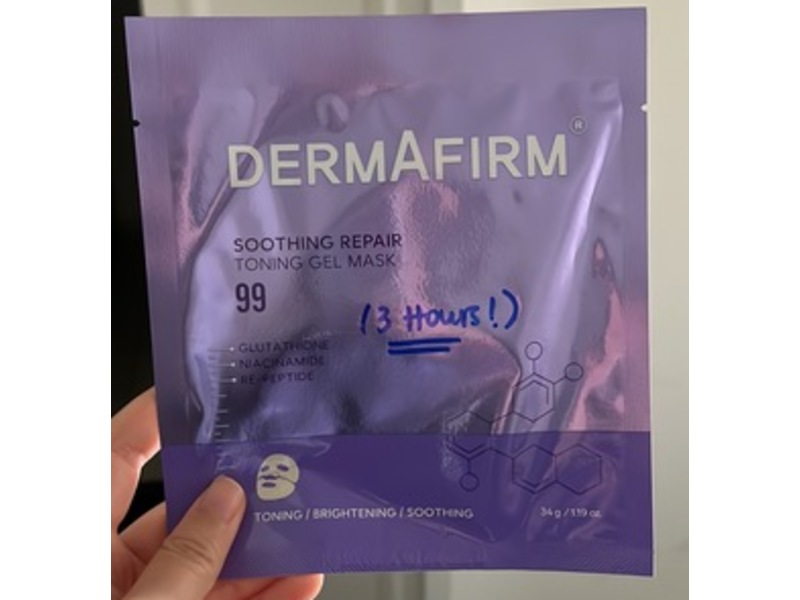 DERMAFIRM®
SOOTHING REPAIR
TONING GEL MASK
99
(3 Hours!)
GLUTATHIONE
NIACINAMIDE
RE-PEPTIDE
TONING / BRIGHTENING / SOOTHING
34 g / 1.19 oz.